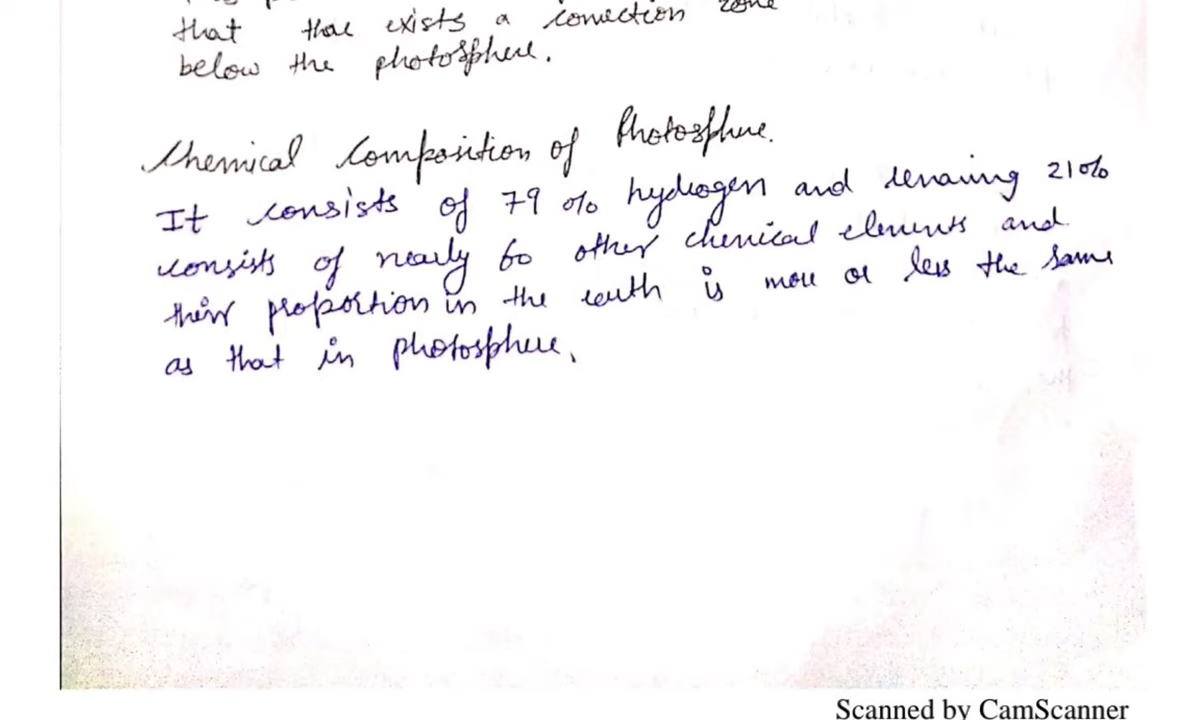 that there exists a convection zone
below the photosphere.
Chemical Composition of Photosphere.
It consists of 79 % hydrogen and remaining 21%
consists of nearly 60 other chemical elements and
their proportion in the earth is more or less the same
as that in photosphere.
Scanned by CamScanner